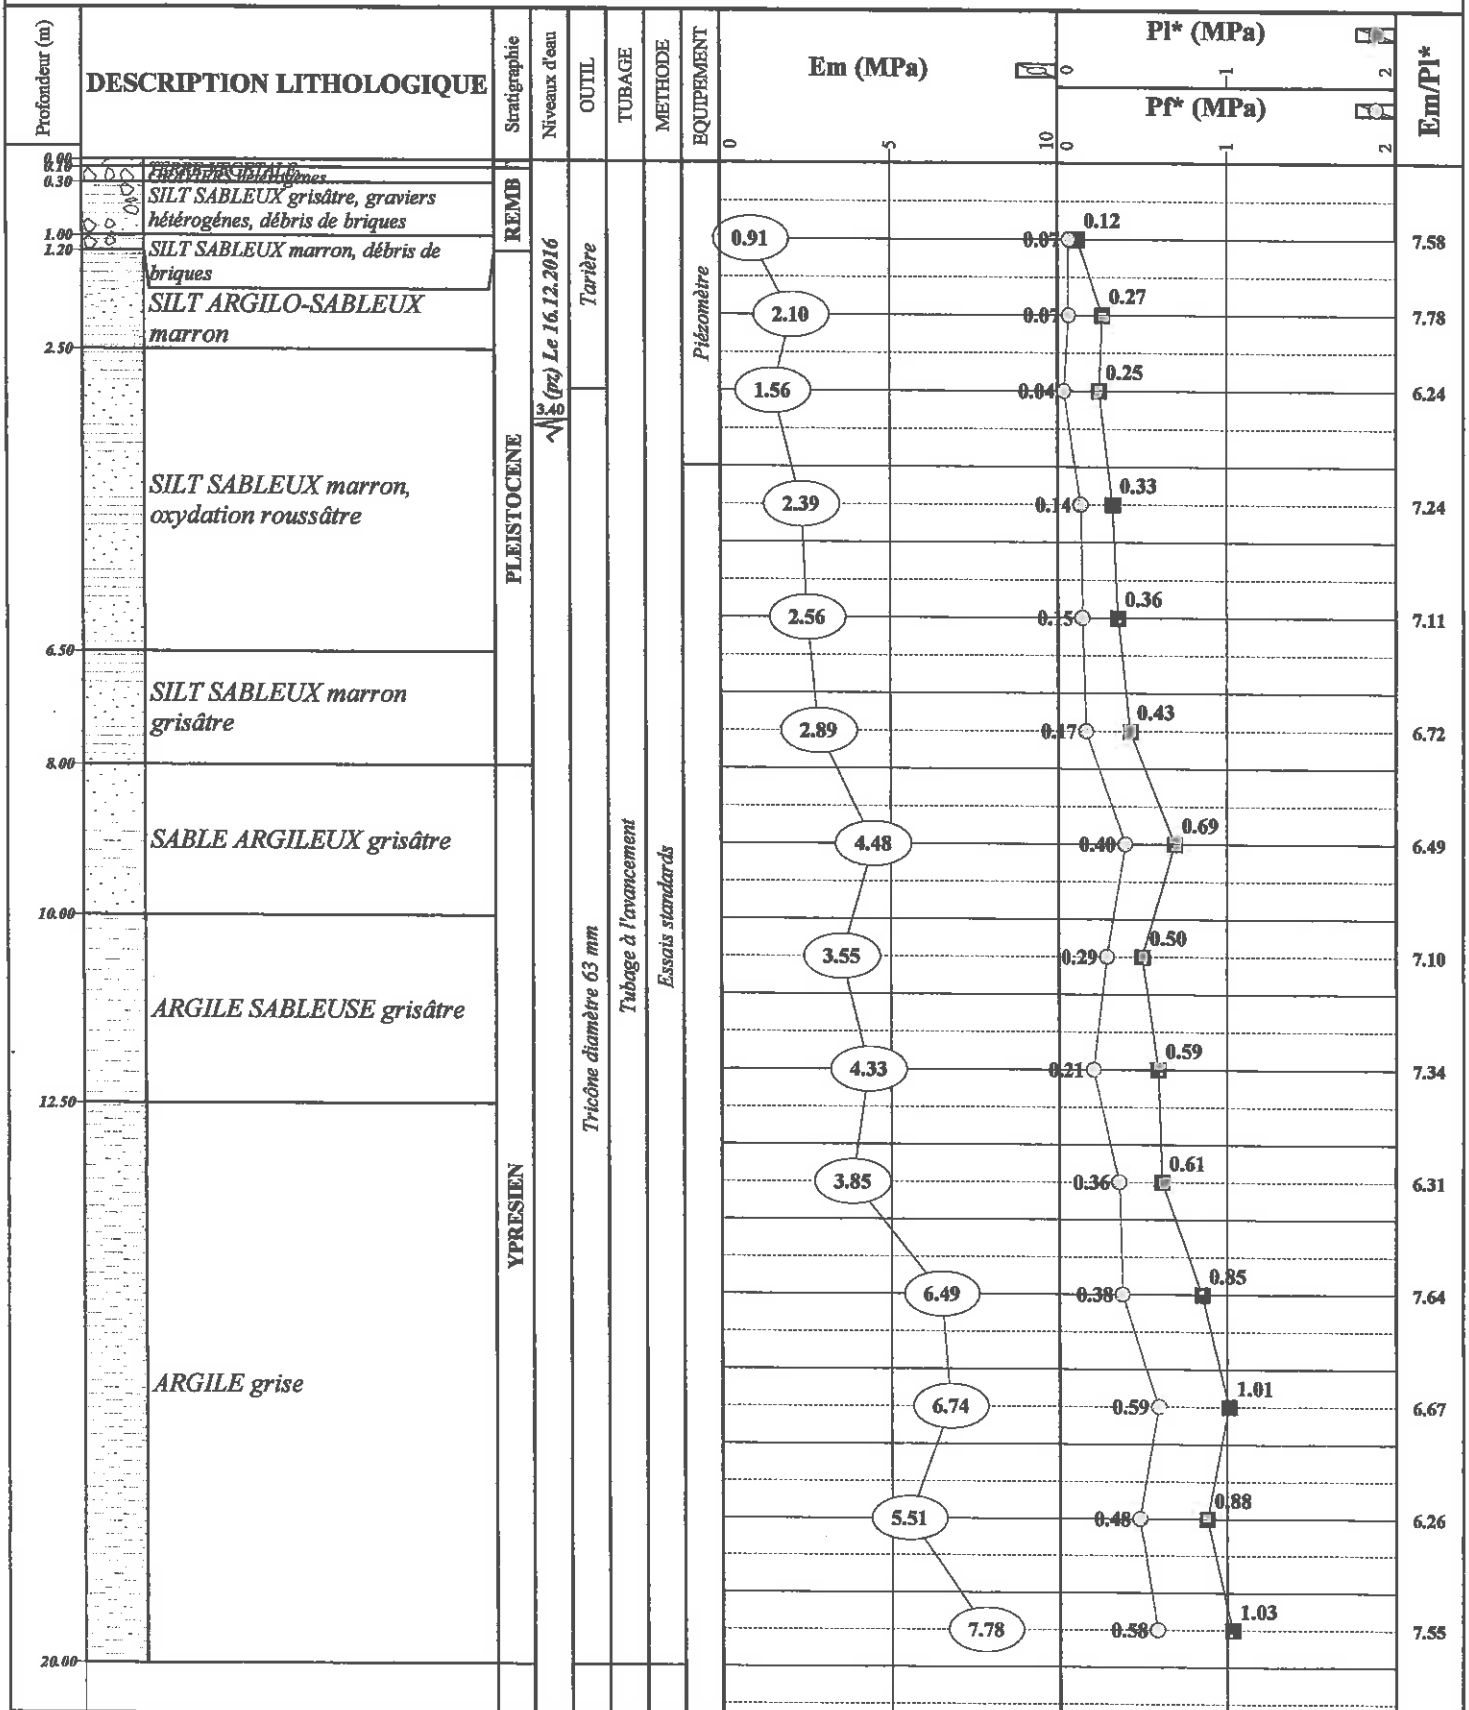 Profondeur (m)
DESCRIPTION LITHOLOGIQUE
Stratigraphie
Niveaux d'eau
OUTIL
TUBAGE
METHODE
EQUIPEMENT
Em (MPa)
0
5
10
Pl* (MPa)
0
1
2
Pf* (MPa)
0
1
2
Em/Pl*
0.00
0.10
0.30
1.00
1.20
2.50
6.50
8.00
10.00
12.50
20.00
TERRE VEGETALE
GRAVIERS hétérogènes
SILT SABLEUX grisâtre, graviers
hétérogénes, débris de briques
SILT SABLEUX marron, débris de
briques
SILT ARGILO-SABLEUX
marron
SILT SABLEUX marron,
oxydation roussâtre
SILT SABLEUX marron
grisâtre
SABLE ARGILEUX grisâtre
ARGILE SABLEUSE grisâtre
ARGILE grise
REMB
PLEISTOCENE
YPRESIEN
3.40
(pz) Le 16.12.2016
Tarière
Tricône diamètre 63 mm
Tubage à l'avancement
Essais standards
Piézomètre
0.91 0.07 0.12 7.58
2.10 0.07 0.27 7.78
1.56 0.04 0.25 6.24
2.39 0.14 0.33 7.24
2.56 0.15 0.36 7.11
2.89 0.17 0.43 6.72
4.48 0.40 0.69 6.49
3.55 0.29 0.50 7.10
4.33 0.21 0.59 7.34
3.85 0.36 0.61 6.31
6.49 0.38 0.85 7.64
6.74 0.59 1.01 6.67
5.51 0.48 0.88 6.26
7.78 0.58 1.03 7.55